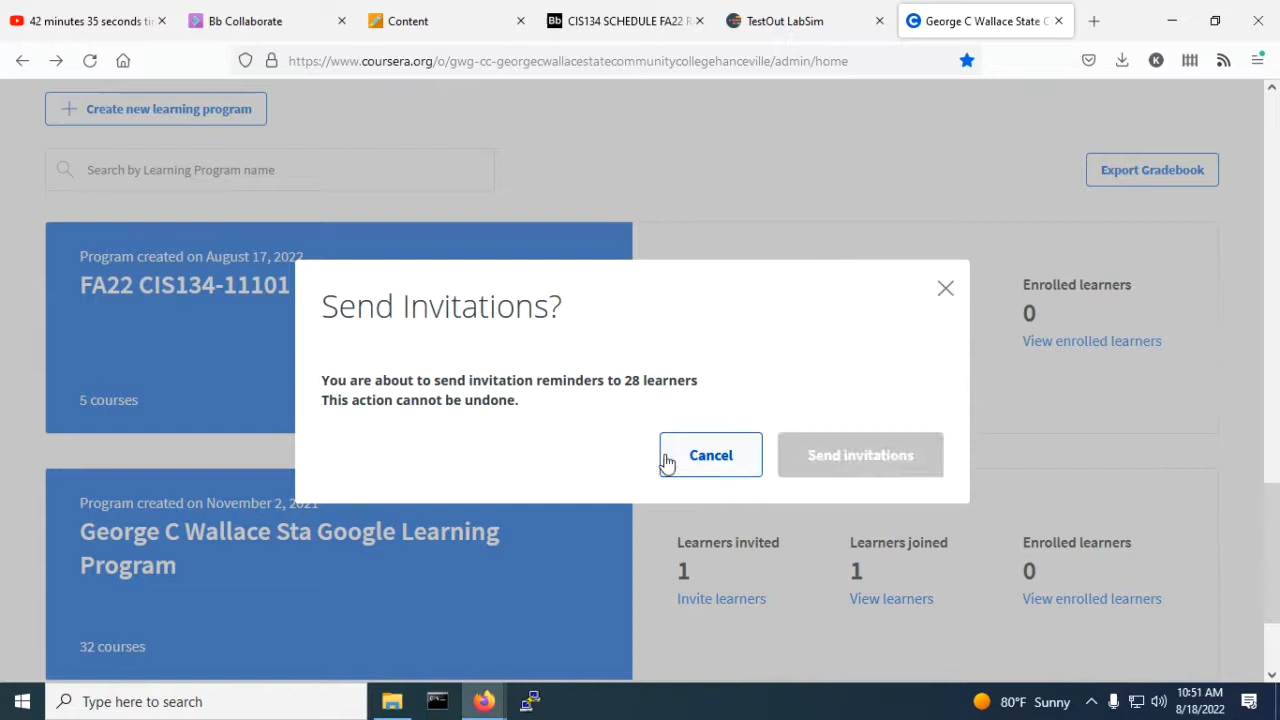 42 minutes 35 seconds ti
Bb Collaborate
Content
Bb CIS134 SCHEDULE FA22 R
TestOut LabSim
George C Wallace State C
https://www.coursera.org/o/gwg-cc-georgecwallacestatecommunitycollegehanceville/admin/home
K
Create new learning program
Search by Learning Program name
Export Gradebook
Program created on August 17, 2022
FA22 CIS134-11101
5 courses
Enrolled learners
0
View enrolled learners
Send Invitations?
You are about to send invitation reminders to 28 learners
This action cannot be undone.
Cancel
Send invitations
Program created on November 2, 2021
George C Wallace Sta Google Learning
Program
32 courses
Learners invited
1
Invite learners
Learners joined
1
View learners
Enrolled learners
0
View enrolled learners
Type here to search
80°F Sunny
10:51 AM
8/18/2022